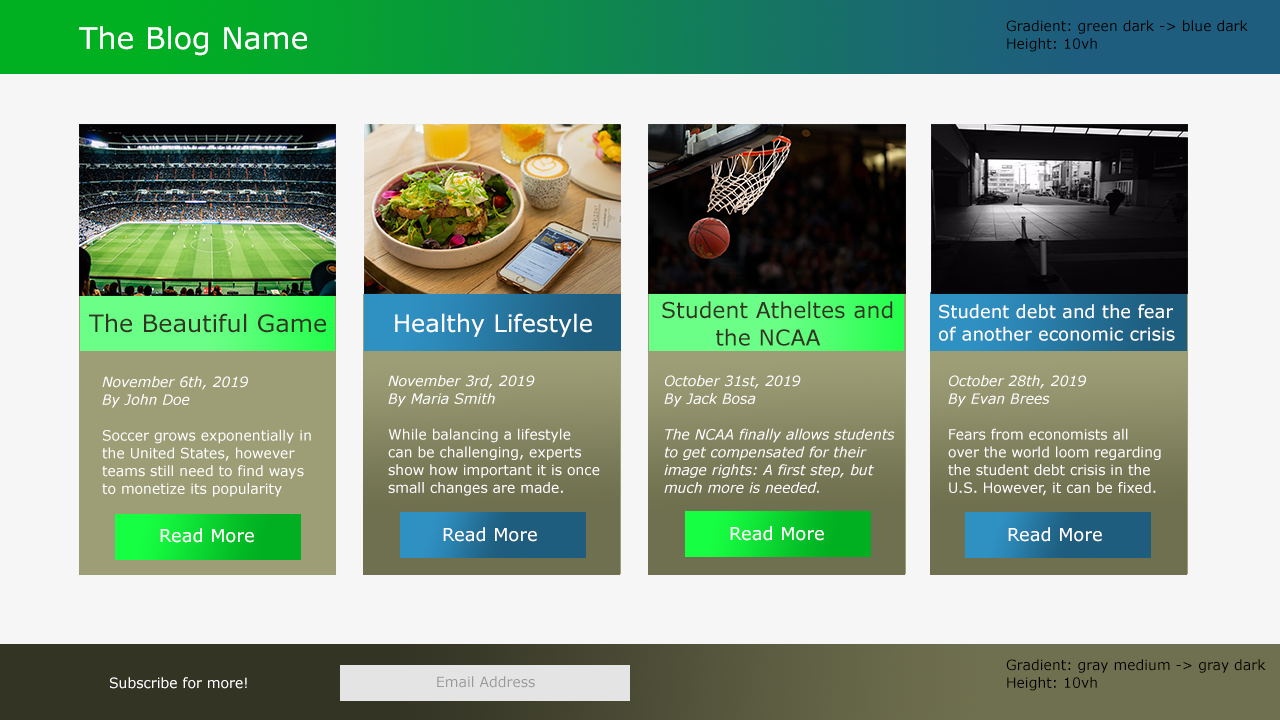 The Blog Name
Gradient: green dark -> blue dark
Height: 10vh
The Beautiful Game
November 6th, 2019
By John Doe
Soccer grows exponentially in
the United States, however
teams still need to find ways
to monetize its popularity
Read More
Healthy Lifestyle
November 3rd, 2019
By Maria Smith
While balancing a lifestyle
can be challenging, experts
show how important it is once
small changes are made.
Read More
Student Atheltes and
the NCAA
October 31st, 2019
By Jack Bosa
The NCAA finally allows students
to get compensated for their
image rights: A first step, but
much more is needed.
Read More
Student debt and the fear
of another economic crisis
October 28th, 2019
By Evan Brees
Fears from economists all
over the world loom regarding
the student debt crisis in the
U.S. However, it can be fixed.
Read More
Subscribe for more!
Email Address
Gradient: gray medium -> gray dark
Height: 10vh